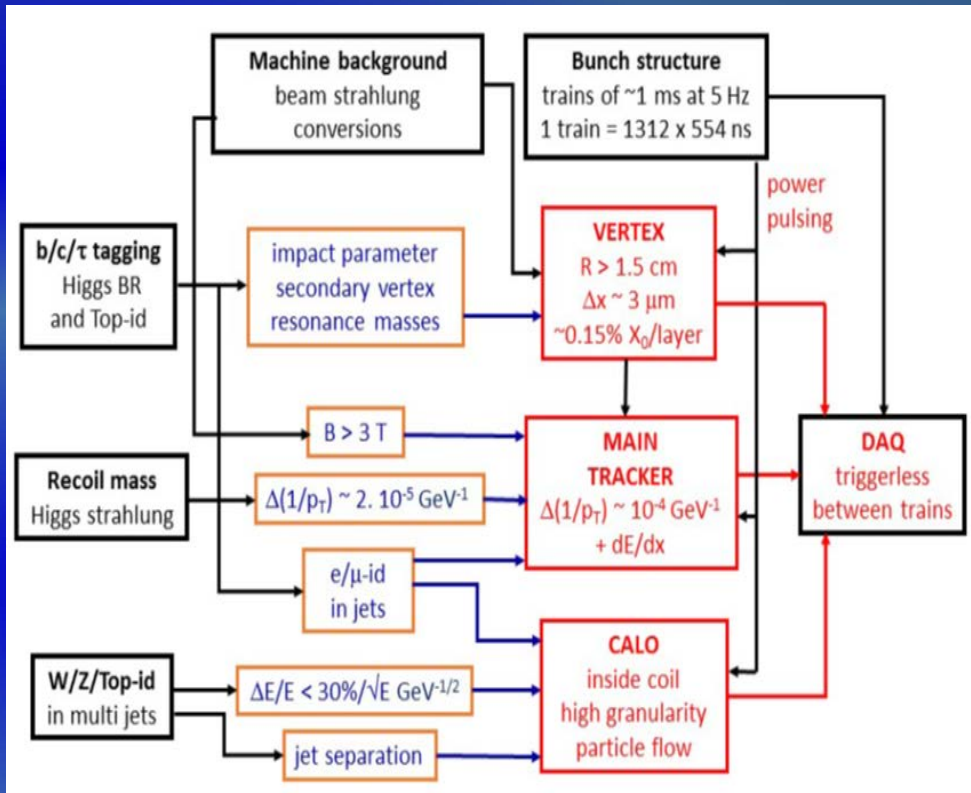 Machine background
beam strahlung
conversions
Bunch structure
trains of ~1 ms at 5 Hz
1 train = 1312 x 554 ns
power
pulsing
b/c/τ tagging
Higgs BR
and Top-id
impact parameter
secondary vertex
resonance masses
VERTEX
R > 1.5 cm
Δx ~ 3 μm
~0.15% X₀/layer
B > 3 T
MAIN
TRACKER
Δ(1/p_T) ~ 10⁻⁴ GeV⁻¹
+ dE/dx
DAQ
triggerless
between trains
Recoil mass
Higgs strahlung
Δ(1/p_T) ~ 2. 10⁻⁵ GeV⁻¹
e/μ-id
in jets
W/Z/Top-id
in multi jets
ΔE/E < 30%/√E GeV⁻¹/²
jet separation
CALO
inside coil
high granularity
particle flow